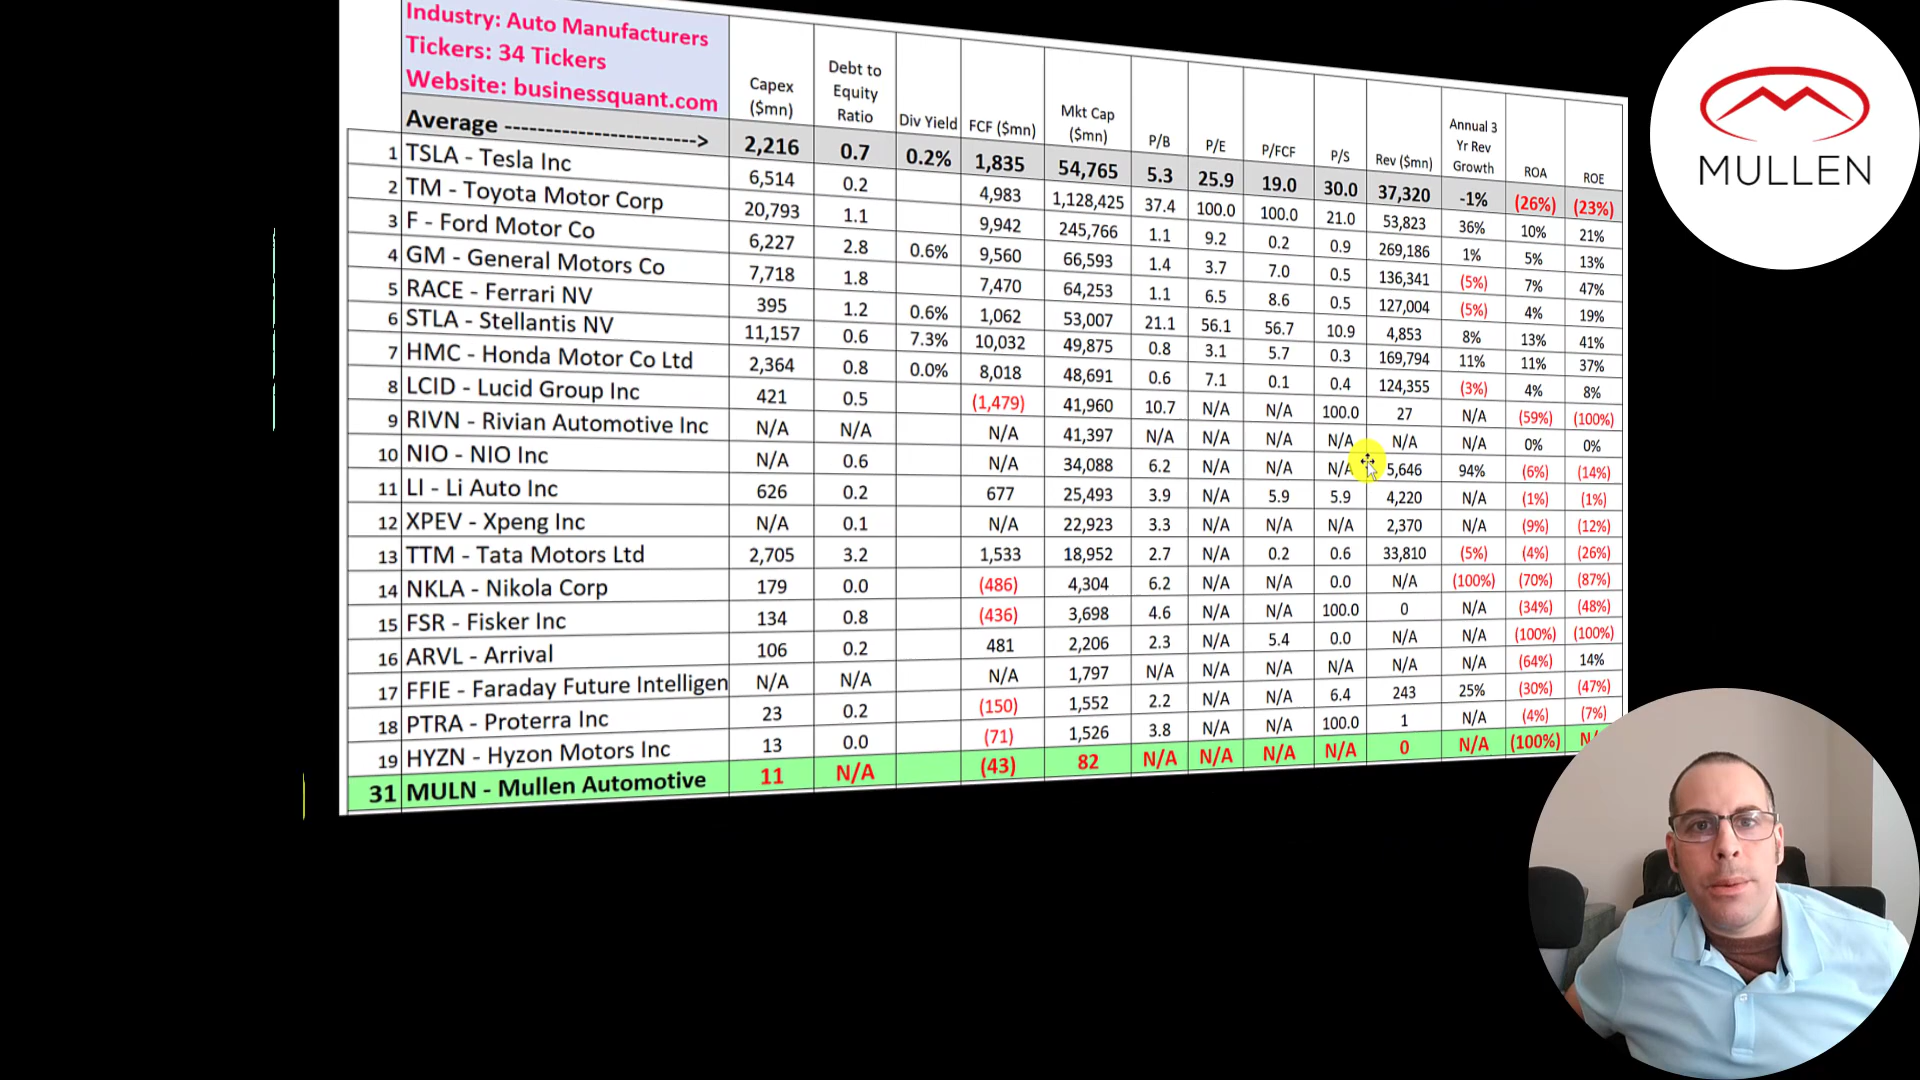 Industry: Auto Manufacturers
Tickers: 34 Tickers
Website: businessquant.com
Capex ($mn) Debt to Equity Ratio Div Yield FCF ($mn) Mkt Cap ($mn) P/B P/E P/FCF P/S Rev ($mn) Annual 3 Yr Rev Growth ROA ROE
Average ----------------------> 2,216 0.7 0.2% 1,835 54,765 5.3 25.9 19.0 30.0 37,320 -1% (26%) (23%)
1 TSLA - Tesla Inc 6,514 0.2 4,983 1,128,425 37.4 100.0 100.0 21.0 53,823 36% 10% 21%
2 TM - Toyota Motor Corp 20,793 1.1 9,942 245,766 1.1 9.2 0.2 0.9 269,186 1% 5% 13%
3 F - Ford Motor Co 6,227 2.8 0.6% 9,560 66,593 1.4 3.7 7.0 0.5 136,341 (5%) 7% 47%
4 GM - General Motors Co 7,718 1.8 7,470 64,253 1.1 6.5 8.6 0.5 127,004 (5%) 4% 19%
5 RACE - Ferrari NV 395 1.2 0.6% 1,062 53,007 21.1 56.1 56.7 10.9 4,853 8% 13% 41%
6 STLA - Stellantis NV 11,157 0.6 7.3% 10,032 49,875 0.8 3.1 5.7 0.3 169,794 11% 11% 37%
7 HMC - Honda Motor Co Ltd 2,364 0.8 0.0% 8,018 48,691 0.6 7.1 0.1 0.4 124,355 (3%) 4% 8%
8 LCID - Lucid Group Inc 421 0.5 (1,479) 41,960 10.7 N/A N/A 100.0 27 N/A (59%) (100%)
9 RIVN - Rivian Automotive Inc N/A N/A N/A 41,397 N/A N/A N/A N/A N/A N/A 0% 0%
10 NIO - NIO Inc N/A 0.6 N/A 34,088 6.2 N/A N/A N/A 5,646 94% (6%) (14%)
11 LI - Li Auto Inc 626 0.2 677 25,493 3.9 N/A 5.9 5.9 4,220 N/A (1%) (1%)
12 XPEV - Xpeng Inc N/A 0.1 N/A 22,923 3.3 N/A N/A N/A 2,370 N/A (9%) (12%)
13 TTM - Tata Motors Ltd 2,705 3.2 1,533 18,952 2.7 N/A 0.2 0.6 33,810 (5%) (4%) (26%)
14 NKLA - Nikola Corp 179 0.0 (486) 4,304 6.2 N/A N/A 0.0 N/A (100%) (70%) (87%)
15 FSR - Fisker Inc 134 0.8 (436) 3,698 4.6 N/A N/A 100.0 0 N/A (34%) (48%)
16 ARVL - Arrival 106 0.2 481 2,206 2.3 N/A 5.4 0.0 N/A N/A (100%) (100%)
17 FFIE - Faraday Future Intelligen N/A N/A N/A 1,797 N/A N/A N/A N/A N/A N/A (64%) 14%
18 PTRA - Proterra Inc 23 0.2 (150) 1,552 2.2 N/A N/A 6.4 243 25% (30%) (47%)
19 HYZN - Hyzon Motors Inc 13 0.0 (71) 1,526 3.8 N/A N/A 100.0 1 N/A (4%) (7%)
31 MULN - Mullen Automotive 11 N/A (43) 82 N/A N/A N/A N/A 0 N/A (100%)
MULLEN